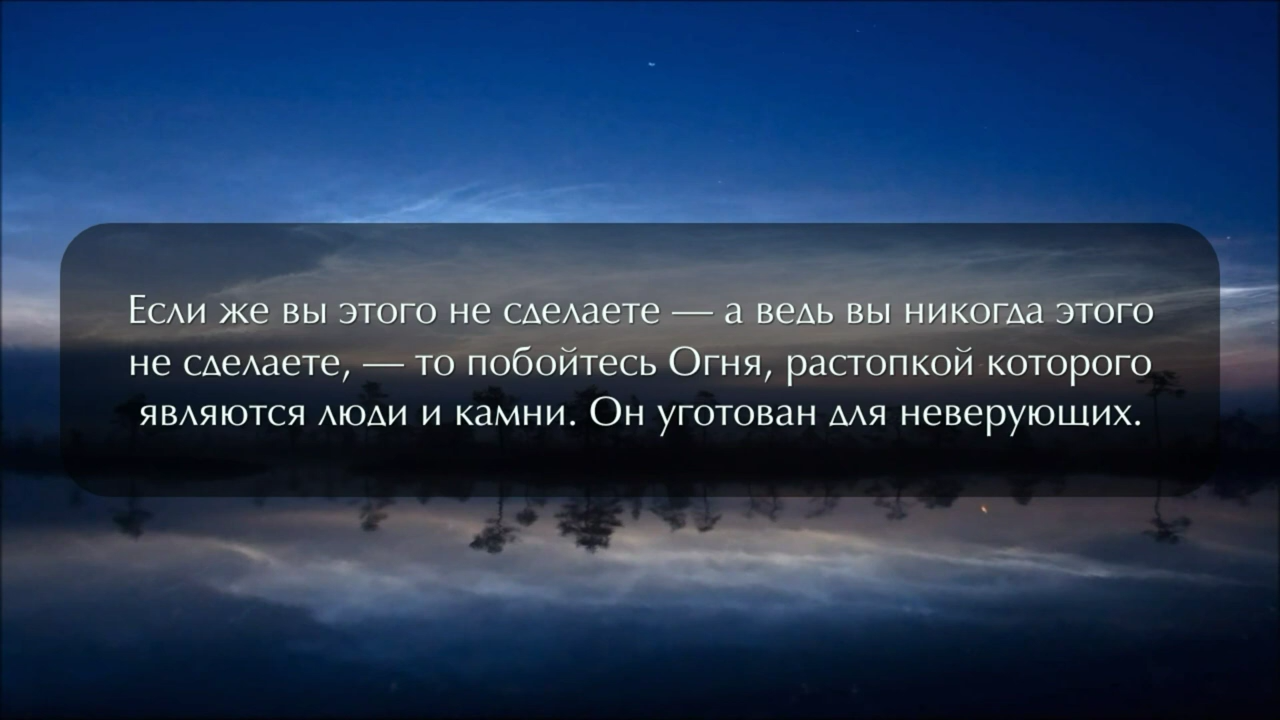 Если же вы этого не сделаете — а ведь вы никогда этого
не сделаете, — то побойтесь Огня, растопкой которого
являются люди и камни. Он уготован для неверующих.